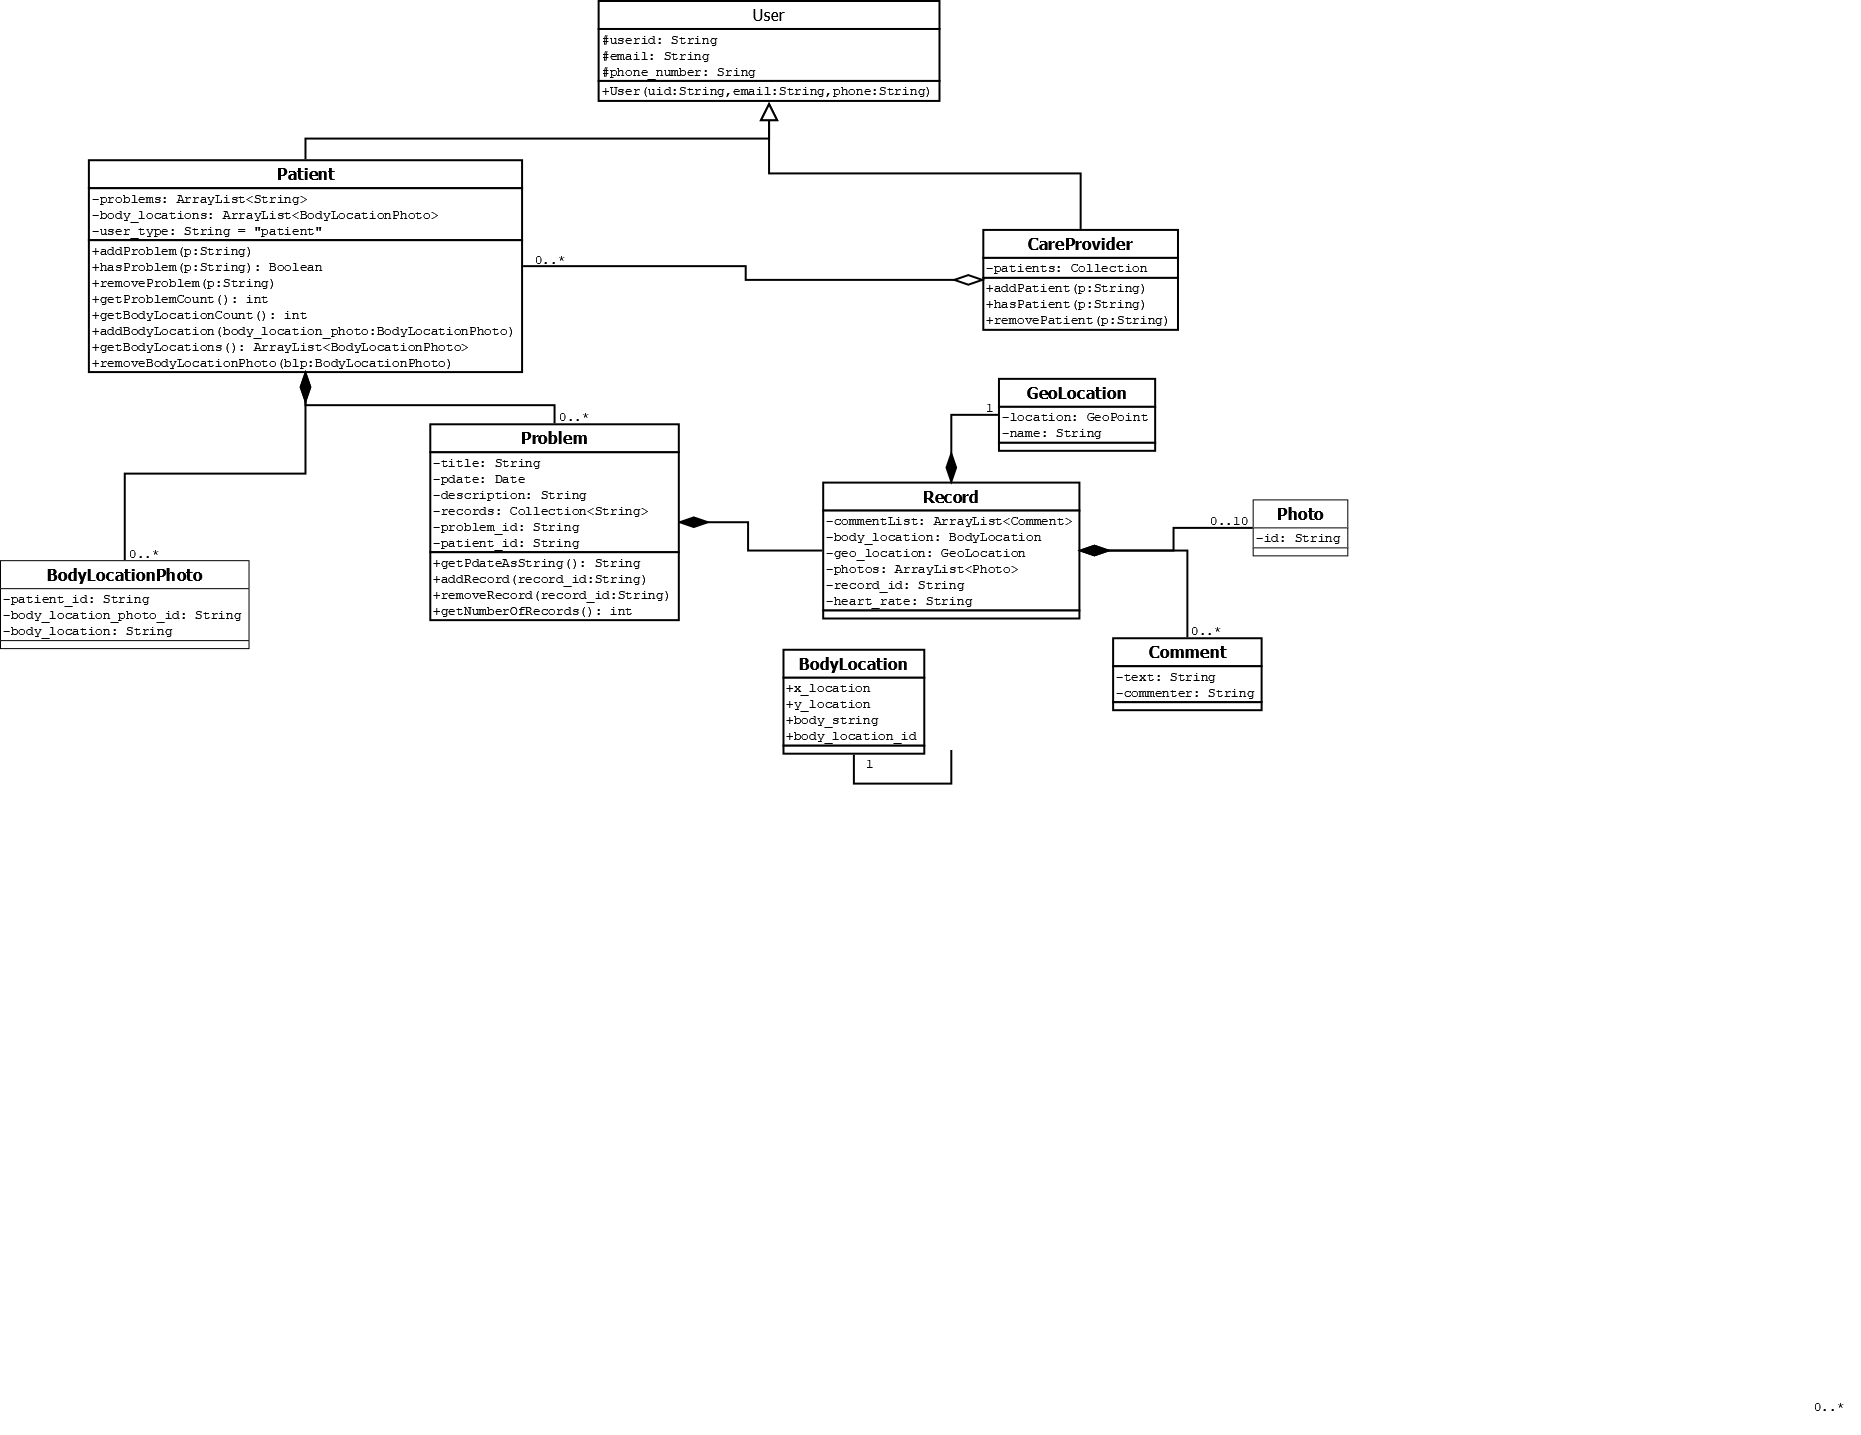 User
#userid: String
#email: String
#phone_number: Sring
+User(uid:String,email:String,phone:String)
Patient
-problems: ArrayList<String>
-body_locations: ArrayList<BodyLocationPhoto>
-user_type: String = "patient"
+addProblem(p:String)
+hasProblem(p:String): Boolean
+removeProblem(p:String)
+getProblemCount(): int
+getBodyLocationCount(): int
+addBodyLocation(body_location_photo:BodyLocationPhoto)
+getBodyLocations(): ArrayList<BodyLocationPhoto>
+removeBodyLocationPhoto(blp:BodyLocationPhoto)
0..*
CareProvider
-patients: Collection
+addPatient(p:String)
+hasPatient(p:String)
+removePatient(p:String)
0..*
Problem
-title: String
-pdate: Date
-description: String
-records: Collection<String>
-problem_id: String
-patient_id: String
+getPdateAsString(): String
+addRecord(record_id:String)
+removeRecord(record_id:String)
+getNumberOfRecords(): int
1
GeoLocation
-location: GeoPoint
-name: String
Record
-commentList: ArrayList<Comment>
-body_location: BodyLocation
-geo_location: GeoLocation
-photos: ArrayList<Photo>
-record_id: String
-heart_rate: String
0..10
Photo
-id: String
0..*
BodyLocationPhoto
-patient_id: String
-body_location_photo_id: String
-body_location: String
0..*
Comment
-text: String
-commenter: String
BodyLocation
+x_location
+y_location
+body_string
+body_location_id
1
0..*